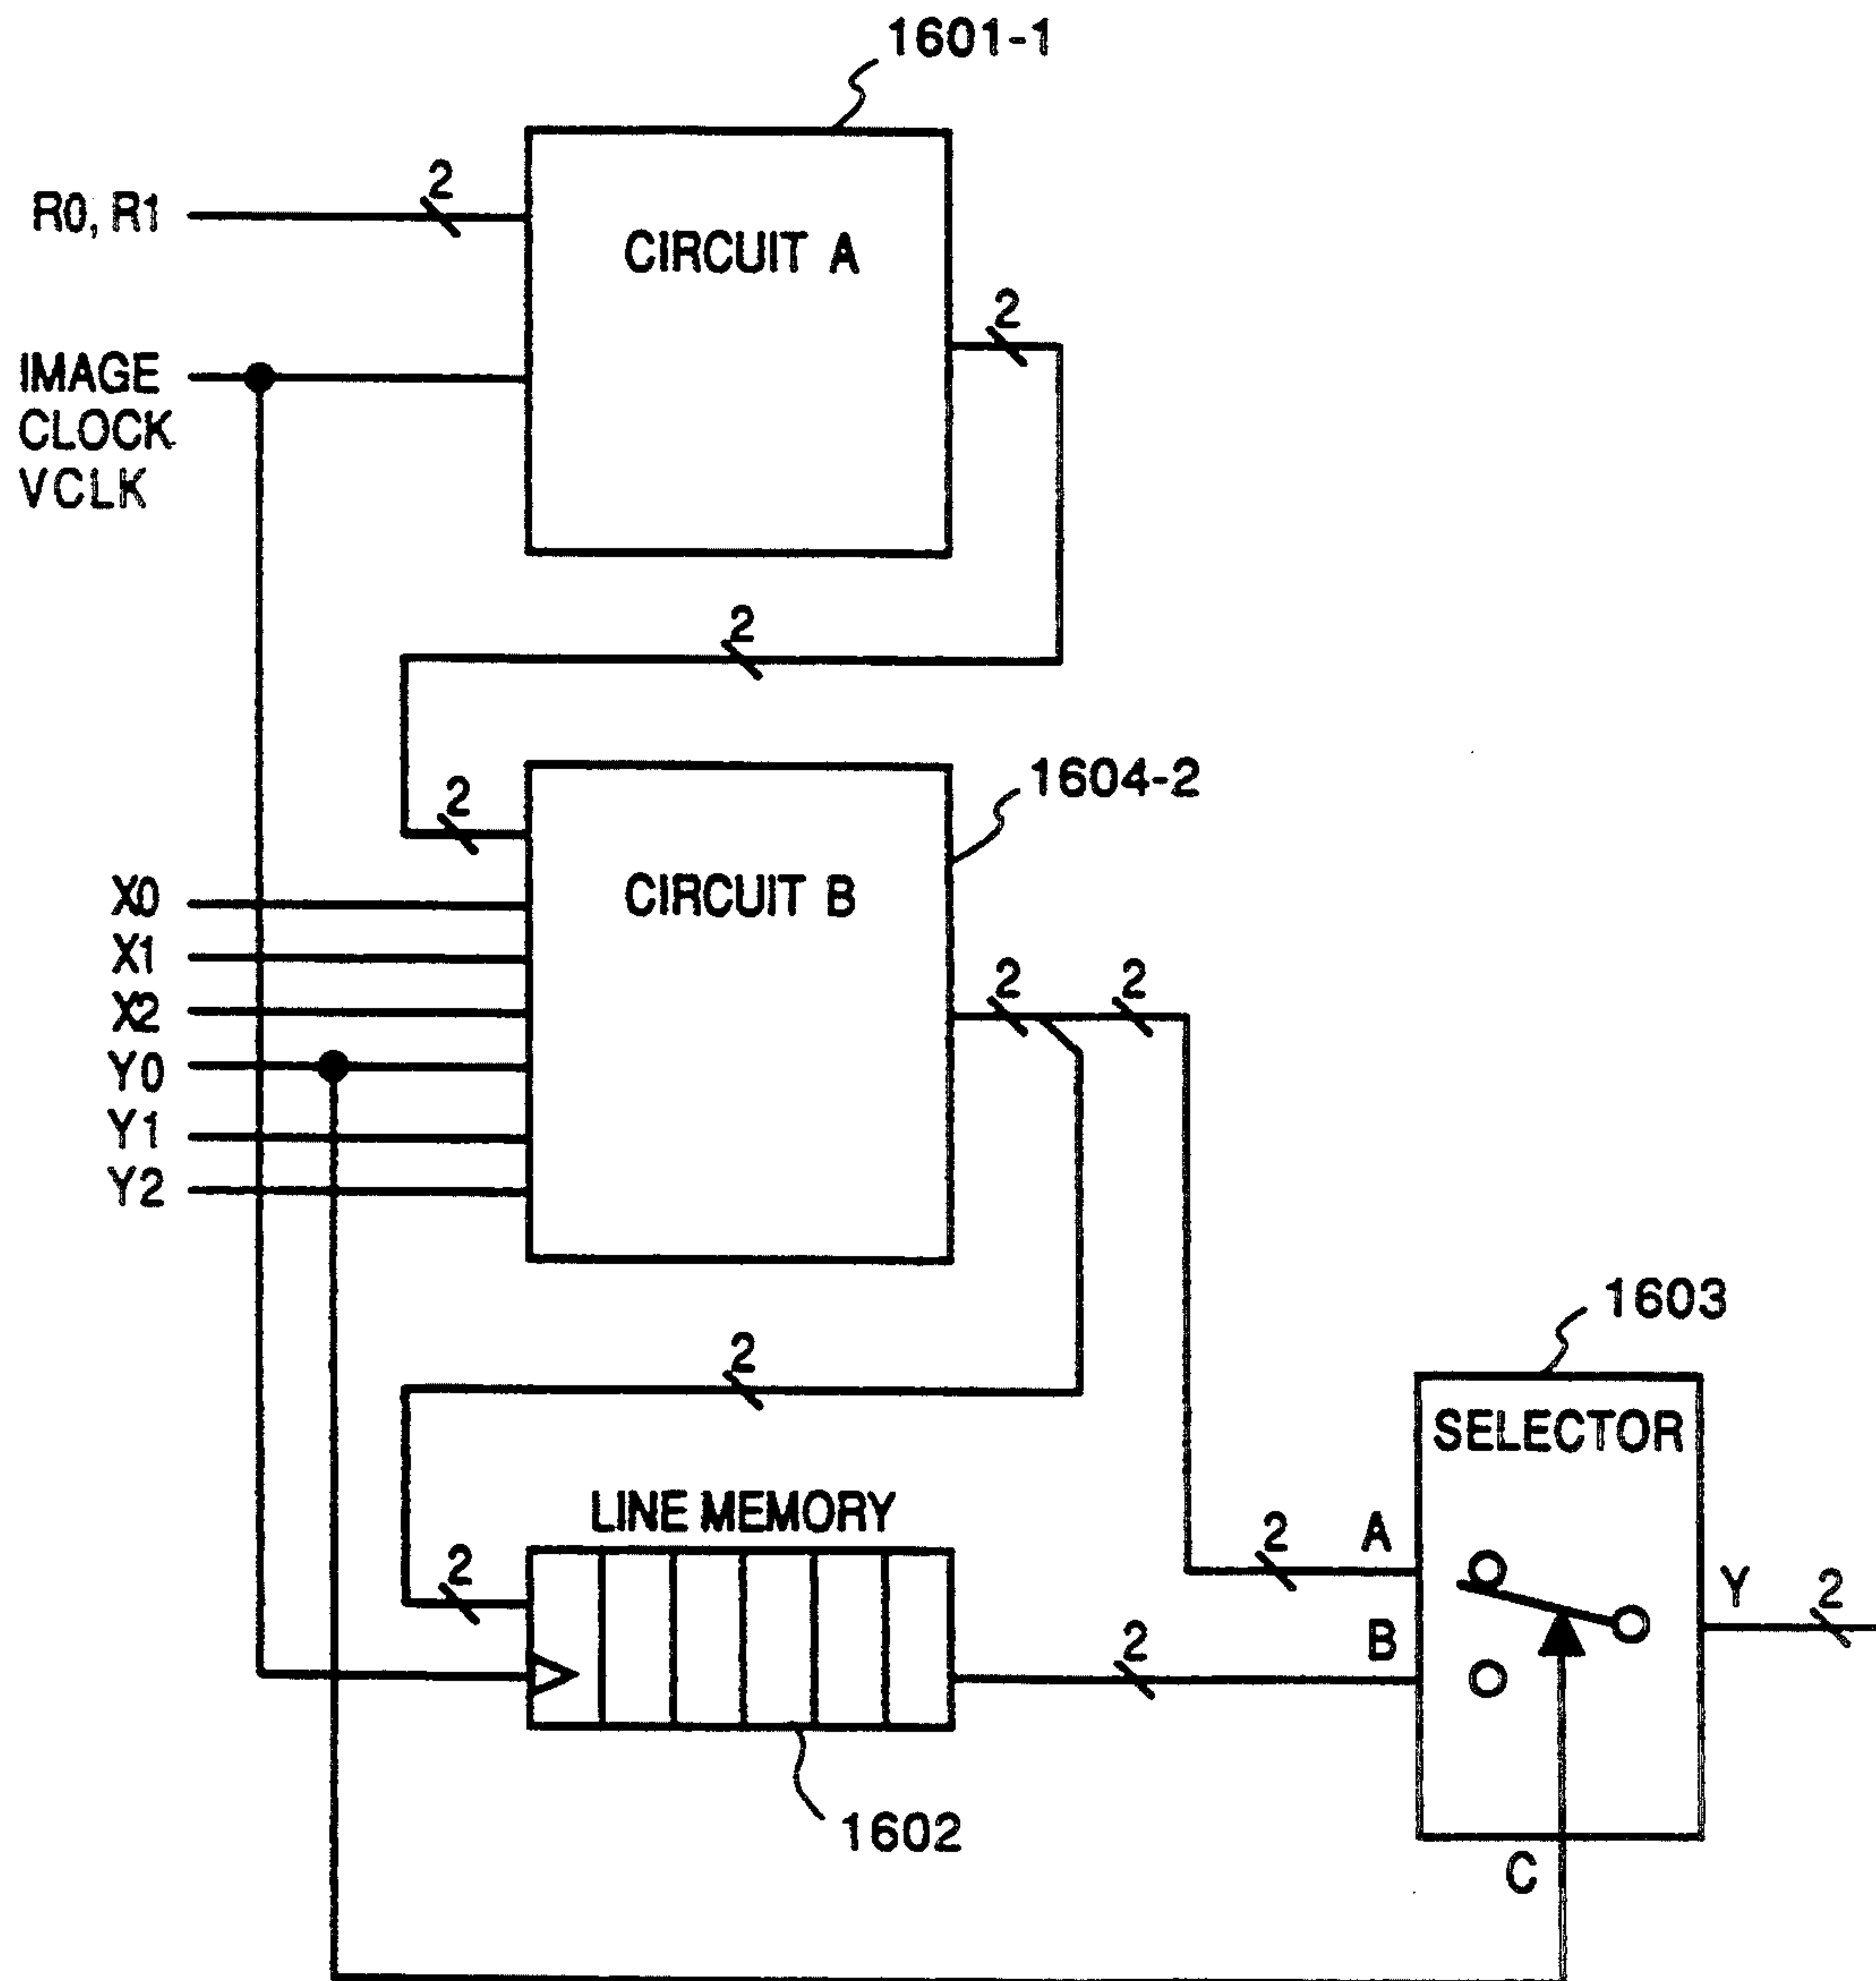 1601-1
2
R0, R1
CIRCUIT A
2
IMAGE
CLOCK
VCLK
2
1604-2
2
X0
CIRCUIT B
X1
2
2
X2
Y0
Y1
Y2
1603
2
SELECTOR
LINE MEMORY
2
2
A
Y
2
2
B
1602
C